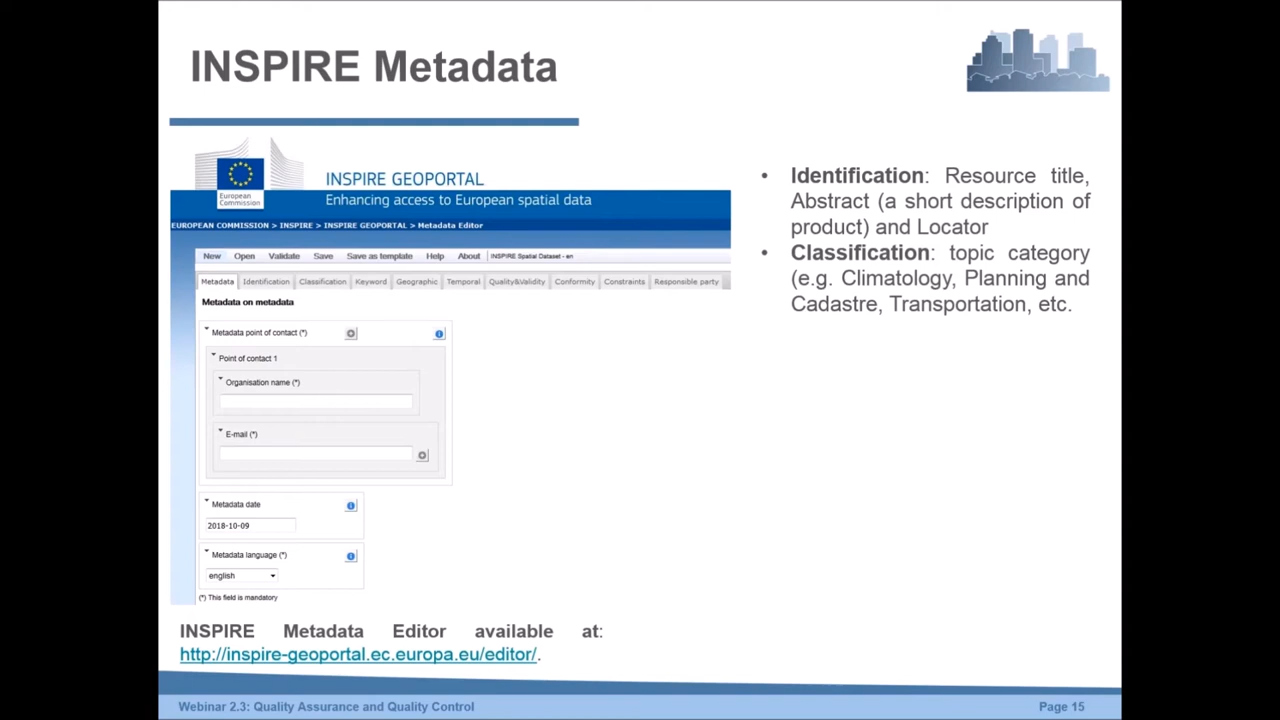 INSPIRE Metadata
European
Commission
INSPIRE GEOPORTAL
Enhancing access to European spatial data
EUROPEAN COMMISSION > INSPIRE > INSPIRE GEOPORTAL > Metadata Editor
New Open Validate Save Save as template Help About INSPIRE Spatial Dataset - en
Metadata Identification Classification Keyword Geographic Temporal Quality&Validity Conformity Constraints Responsible party
Metadata on metadata
Metadata point of contact (*)
Point of contact 1
Organisation name (*)
E-mail (*)
Metadata date
2018-10-09
Metadata language (*)
english
(*) This field is mandatory
INSPIRE Metadata Editor available at:
http://inspire-geoportal.ec.europa.eu/editor/.
• Identification: Resource title,
Abstract (a short description of
product) and Locator
• Classification: topic category
(e.g. Climatology, Planning and
Cadastre, Transportation, etc.
Webinar 2.3: Quality Assurance and Quality Control
Page 15